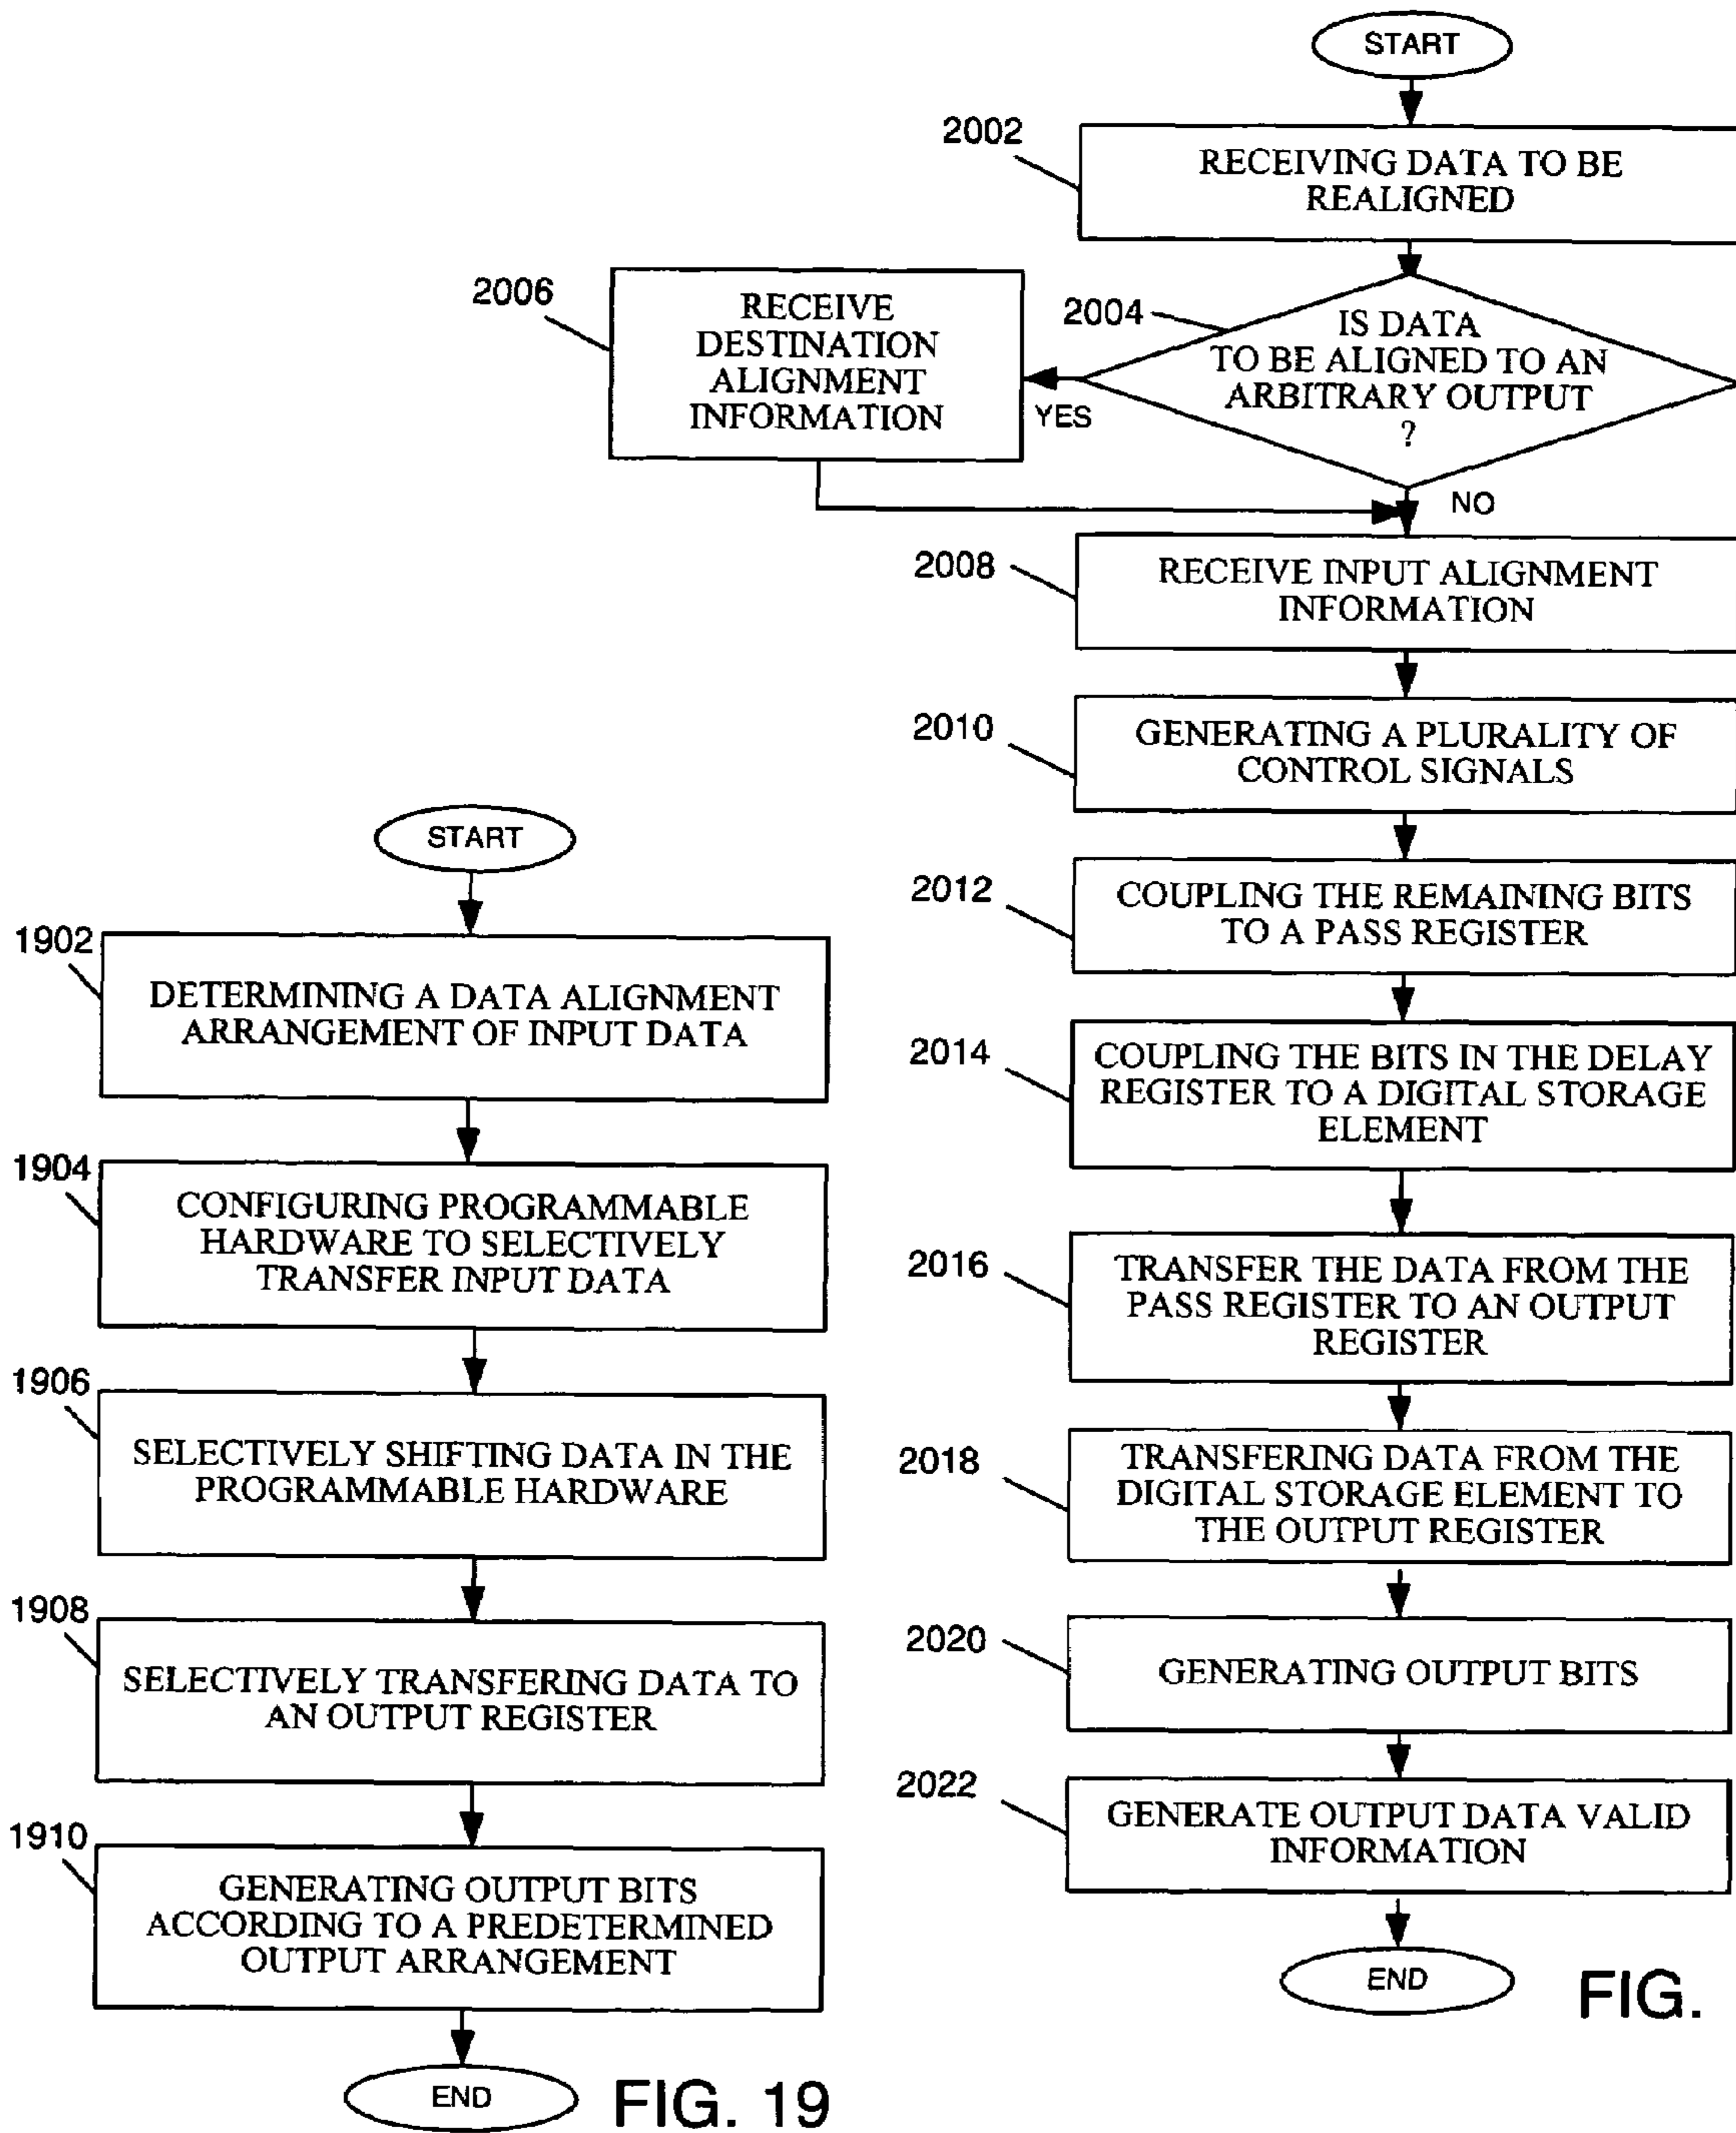 START
2002
RECEIVING DATA TO BE
REALIGNED
2006
RECEIVE
DESTINATION
ALIGNMENT
INFORMATION
2004
IS DATA
TO BE ALIGNED TO AN
ARBITRARY OUTPUT
?
YES
NO
2008
RECEIVE INPUT ALIGNMENT
INFORMATION
2010
GENERATING A PLURALITY OF
CONTROL SIGNALS
2012
COUPLING THE REMAINING BITS
TO A PASS REGISTER
2014
COUPLING THE BITS IN THE DELAY
REGISTER TO A DIGITAL STORAGE
ELEMENT
2016
TRANSFER THE DATA FROM THE
PASS REGISTER TO AN OUTPUT
REGISTER
2018
TRANSFERING DATA FROM THE
DIGITAL STORAGE ELEMENT TO
THE OUTPUT REGISTER
2020
GENERATING OUTPUT BITS
2022
GENERATE OUTPUT DATA VALID
INFORMATION
END
FIG.
START
1902
DETERMINING A DATA ALIGNMENT
ARRANGEMENT OF INPUT DATA
1904
CONFIGURING PROGRAMMABLE
HARDWARE TO SELECTIVELY
TRANSFER INPUT DATA
1906
SELECTIVELY SHIFTING DATA IN THE
PROGRAMMABLE HARDWARE
1908
SELECTIVELY TRANSFERING DATA TO
AN OUTPUT REGISTER
1910
GENERATING OUTPUT BITS
ACCORDING TO A PREDETERMINED
OUTPUT ARRANGEMENT
END
FIG. 19